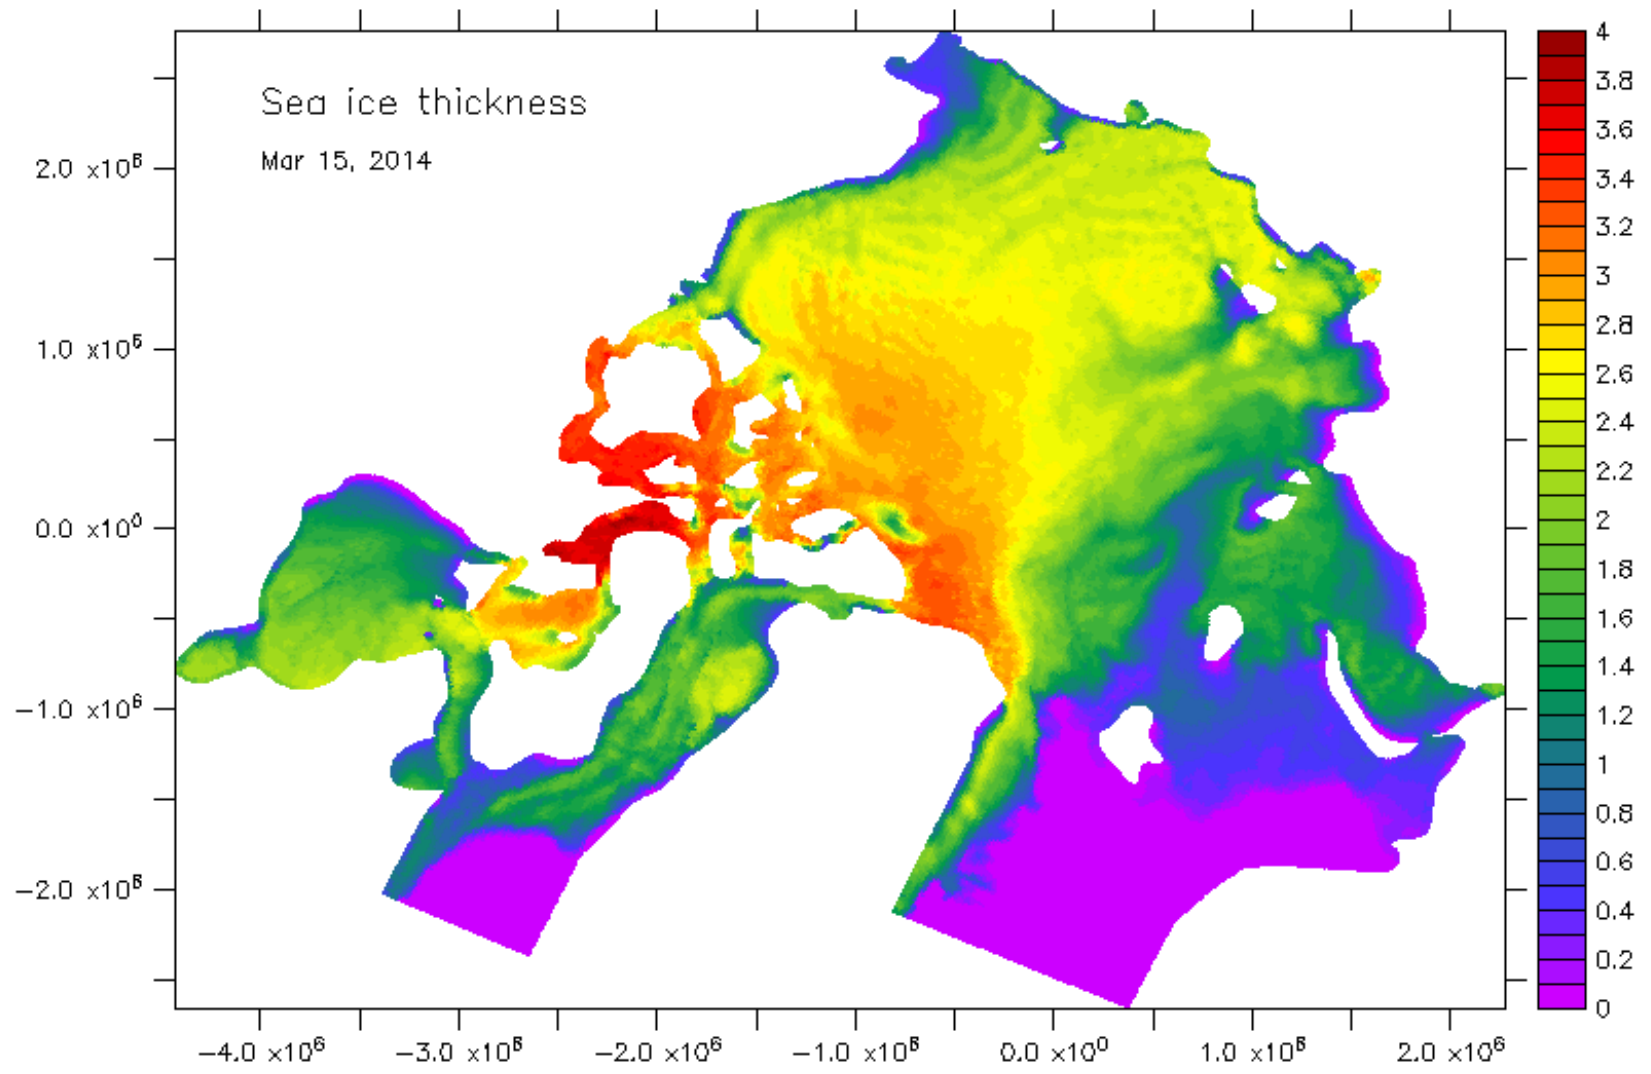 Sea ice thickness
Mar 15, 2014
2.0 x10⁶
1.0 x10⁶
0.0 x10⁰
−1.0 x10⁶
−2.0 x10⁶
−4.0 x10⁶
−3.0 x10⁶
−2.0 x10⁶
−1.0 x10⁶
0.0 x10⁰
1.0 x10⁶
2.0 x10⁶
4
3.8
3.6
3.4
3.2
3
2.8
2.6
2.4
2.2
2
1.8
1.6
1.4
1.2
1
0.8
0.6
0.4
0.2
0